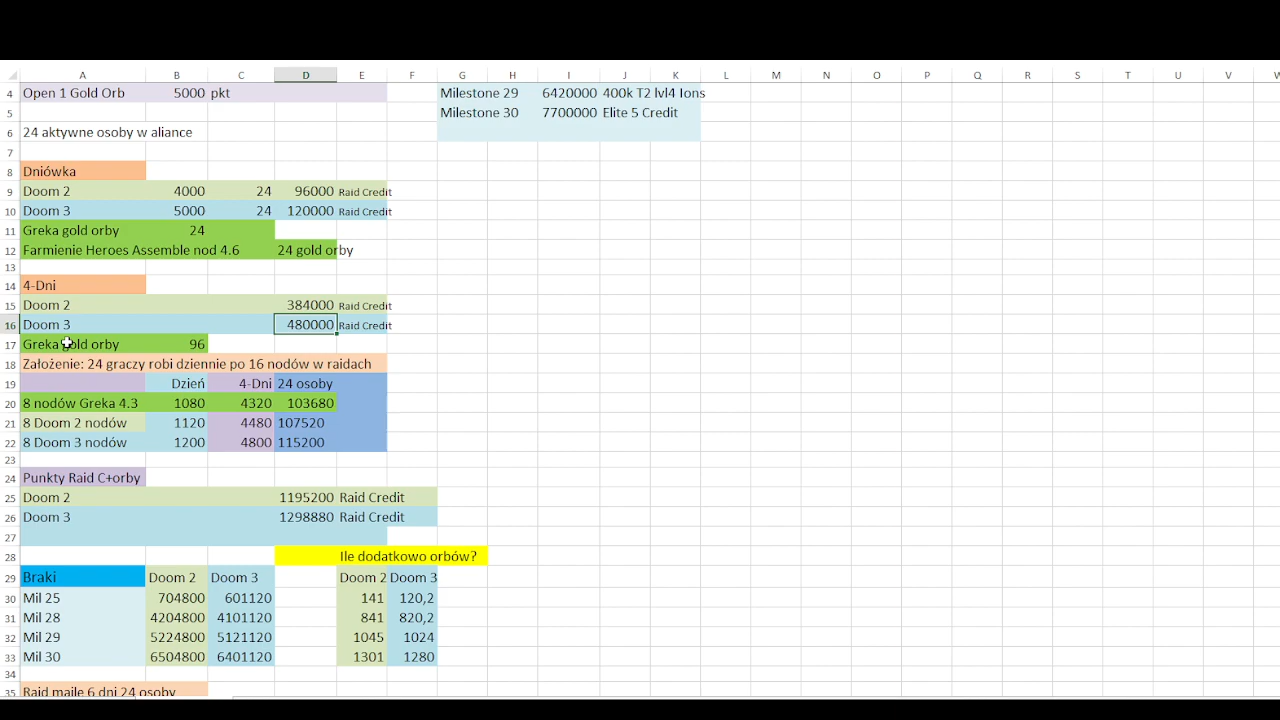 A B C D E F G H I J K L M N O P Q R S T U V W
4 Open 1 Gold Orb 5000 pkt Milestone 29 6420000 400k T2 lvl4 Ions
5 Milestone 30 7700000 Elite 5 Credit
6 24 aktywne osoby w aliance
7
8 Dniówka
9 Doom 2 4000 24 96000 Raid Credit
10 Doom 3 5000 24 120000 Raid Credit
11 Greka gold orby 24
12 Farmienie Heroes Assemble nod 4.6 24 gold orby
13
14 4-Dni
15 Doom 2 384000 Raid Credit
16 Doom 3 480000 Raid Credit
17 Greka gold orby 96
18 Założenie: 24 graczy robi dziennie po 16 nodów w raidach
19 Dzień 4-Dni 24 osoby
20 8 nodów Greka 4.3 1080 4320 103680
21 8 Doom 2 nodów 1120 4480 107520
22 8 Doom 3 nodów 1200 4800 115200
23
24 Punkty Raid C+orby
25 Doom 2 1195200 Raid Credit
26 Doom 3 1298880 Raid Credit
27
28 Ile dodatkowo orbów?
29 Braki Doom 2 Doom 3 Doom 2 Doom 3
30 Mil 25 704800 601120 141 120,2
31 Mil 28 4204800 4101120 841 820,2
32 Mil 29 5224800 5121120 1045 1024
33 Mil 30 6504800 6401120 1301 1280
34
35 Raid maile 6 dni 24 osoby